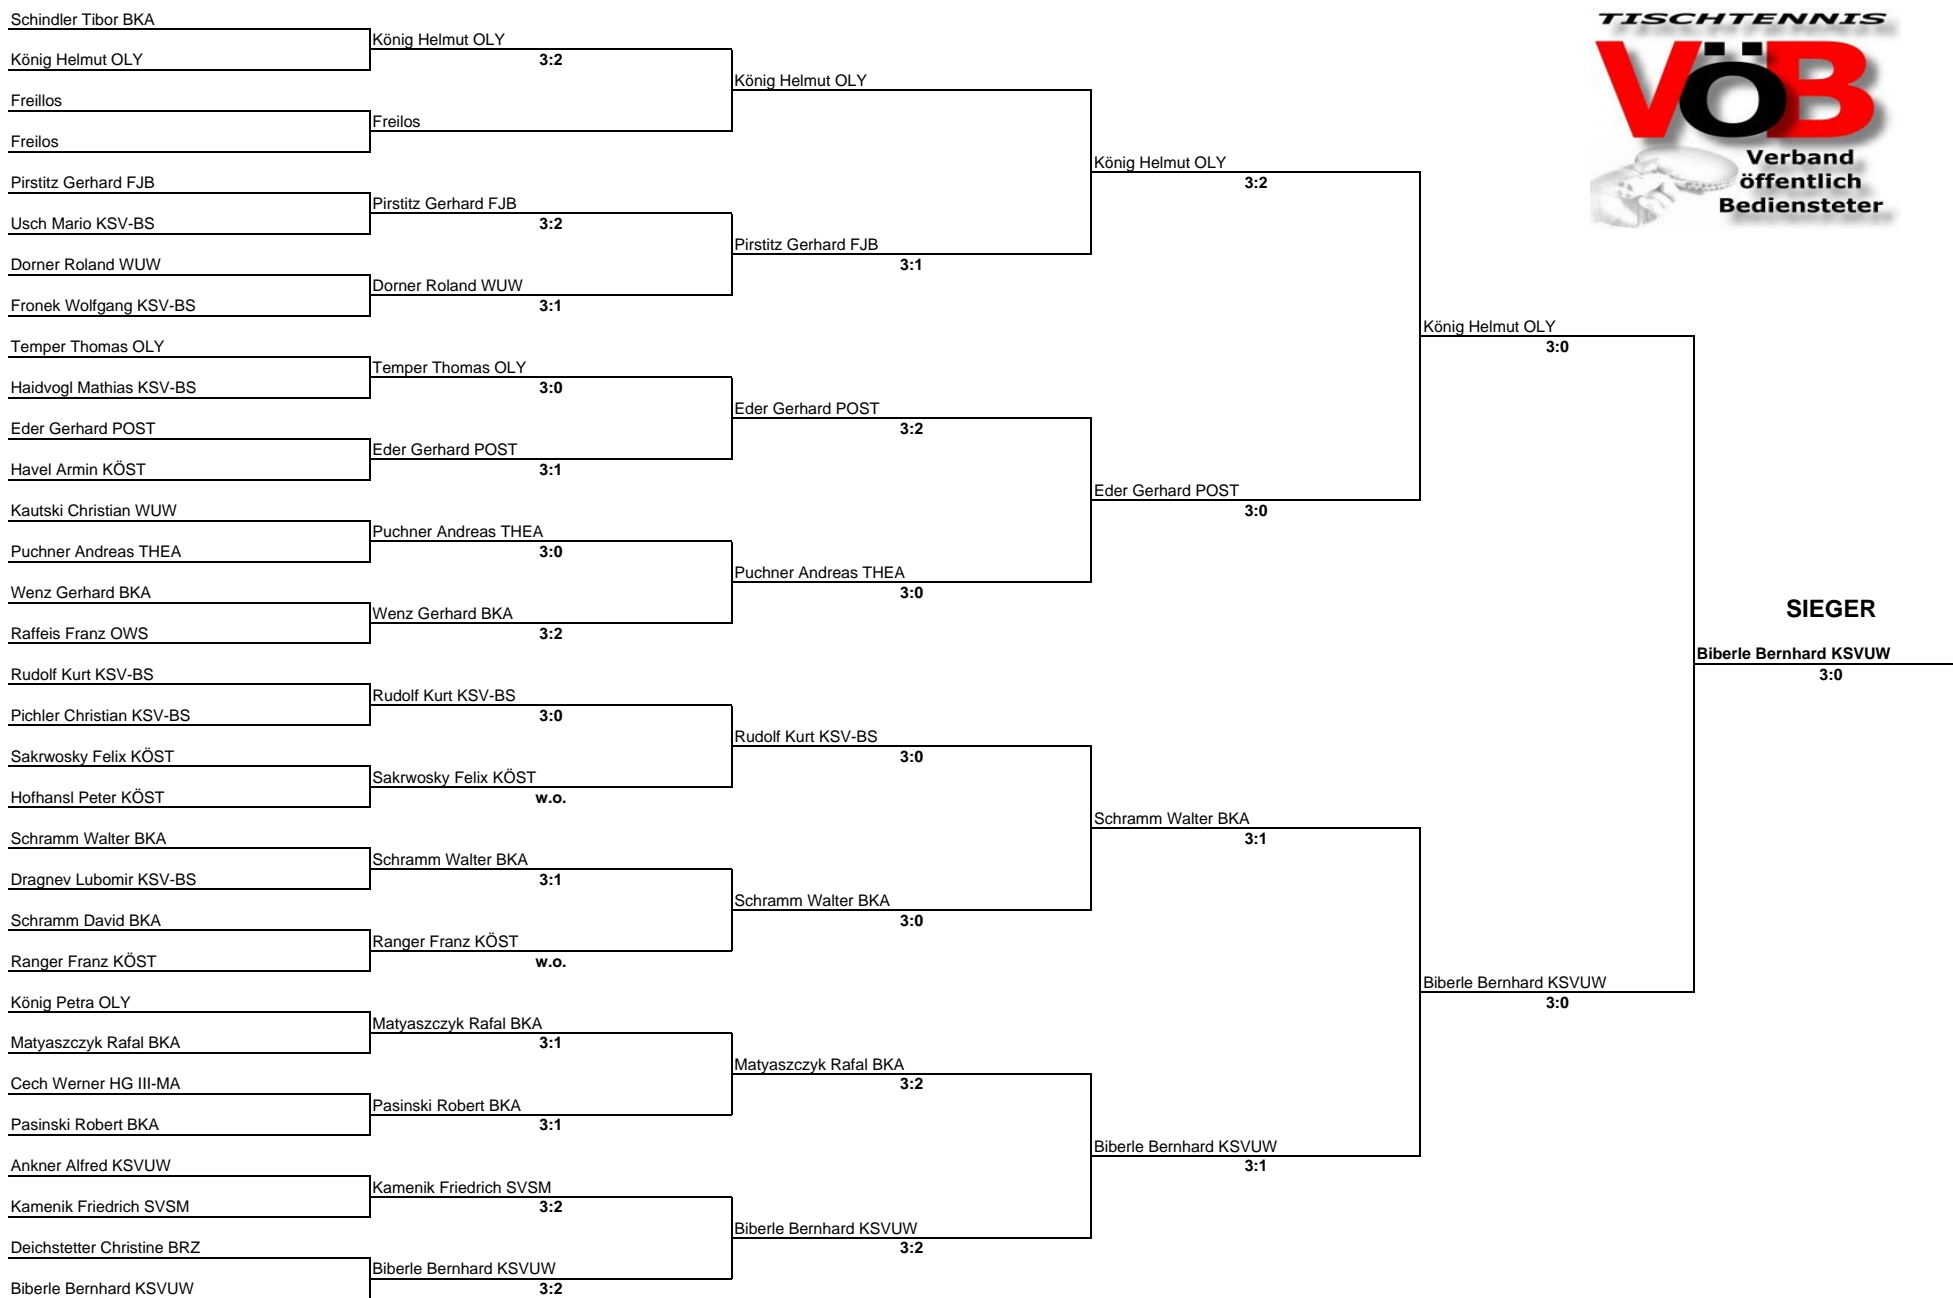 TISCHTENNIS
VÖB
Verband
öffentlich
Bediensteter
Schindler Tibor BKA
König Helmut OLY
Freillos
Freilos
Pirstitz Gerhard FJB
Usch Mario KSV-BS
Dorner Roland WUW
Fronek Wolfgang KSV-BS
Temper Thomas OLY
Haidvogl Mathias KSV-BS
Eder Gerhard POST
Havel Armin KÖST
Kautski Christian WUW
Puchner Andreas THEA
Wenz Gerhard BKA
Raffeis Franz OWS
Rudolf Kurt KSV-BS
Pichler Christian KSV-BS
Sakrwosky Felix KÖST
Hofhansl Peter KÖST
Schramm Walter BKA
Dragnev Lubomir KSV-BS
Schramm David BKA
Ranger Franz KÖST
König Petra OLY
Matyaszczyk Rafal BKA
Cech Werner HG III-MA
Pasinski Robert BKA
Ankner Alfred KSVUW
Kamenik Friedrich SVSM
Deichstetter Christine BRZ
Biberle Bernhard KSVUW
König Helmut OLY
3:2
Freilos
Pirstitz Gerhard FJB
3:2
Dorner Roland WUW
3:1
Temper Thomas OLY
3:0
Eder Gerhard POST
3:1
Puchner Andreas THEA
3:0
Wenz Gerhard BKA
3:2
Rudolf Kurt KSV-BS
3:0
Sakrwosky Felix KÖST
w.o.
Schramm Walter BKA
3:1
Ranger Franz KÖST
w.o.
Matyaszczyk Rafal BKA
3:1
Pasinski Robert BKA
3:1
Kamenik Friedrich SVSM
3:2
Biberle Bernhard KSVUW
3:2
König Helmut OLY
Pirstitz Gerhard FJB
3:1
Eder Gerhard POST
3:2
Puchner Andreas THEA
3:0
Rudolf Kurt KSV-BS
3:0
Schramm Walter BKA
3:0
Matyaszczyk Rafal BKA
3:2
Biberle Bernhard KSVUW
3:2
König Helmut OLY
3:2
Eder Gerhard POST
3:0
Schramm Walter BKA
3:1
Biberle Bernhard KSVUW
3:1
König Helmut OLY
3:0
Biberle Bernhard KSVUW
3:0
SIEGER
Biberle Bernhard KSVUW
3:0